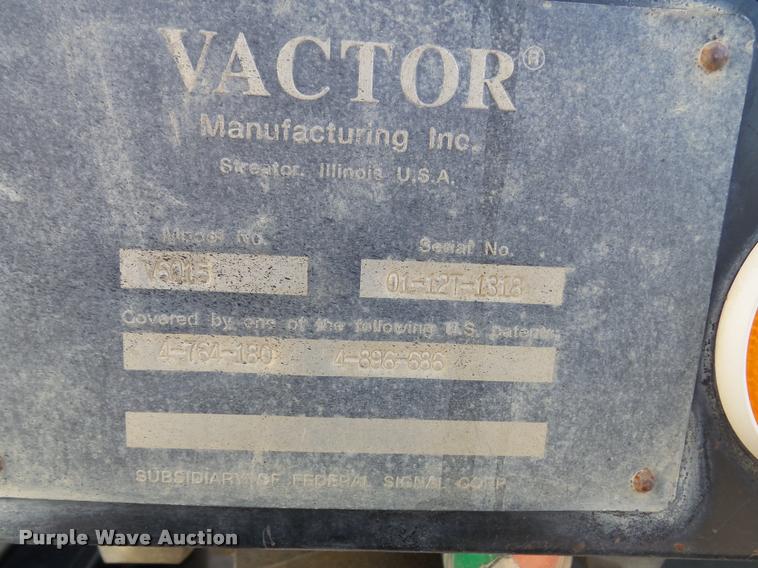 VACTOR®
Manufacturing Inc.
Streator, Illinois U.S.A.
Model No. Serial No.
V6015 01-12T-1318
Covered by one of the following U.S. patents
4-764-180 4-896-686
SUBSIDIARY OF FEDERAL SIGNAL CORP.
Purple Wave Auction